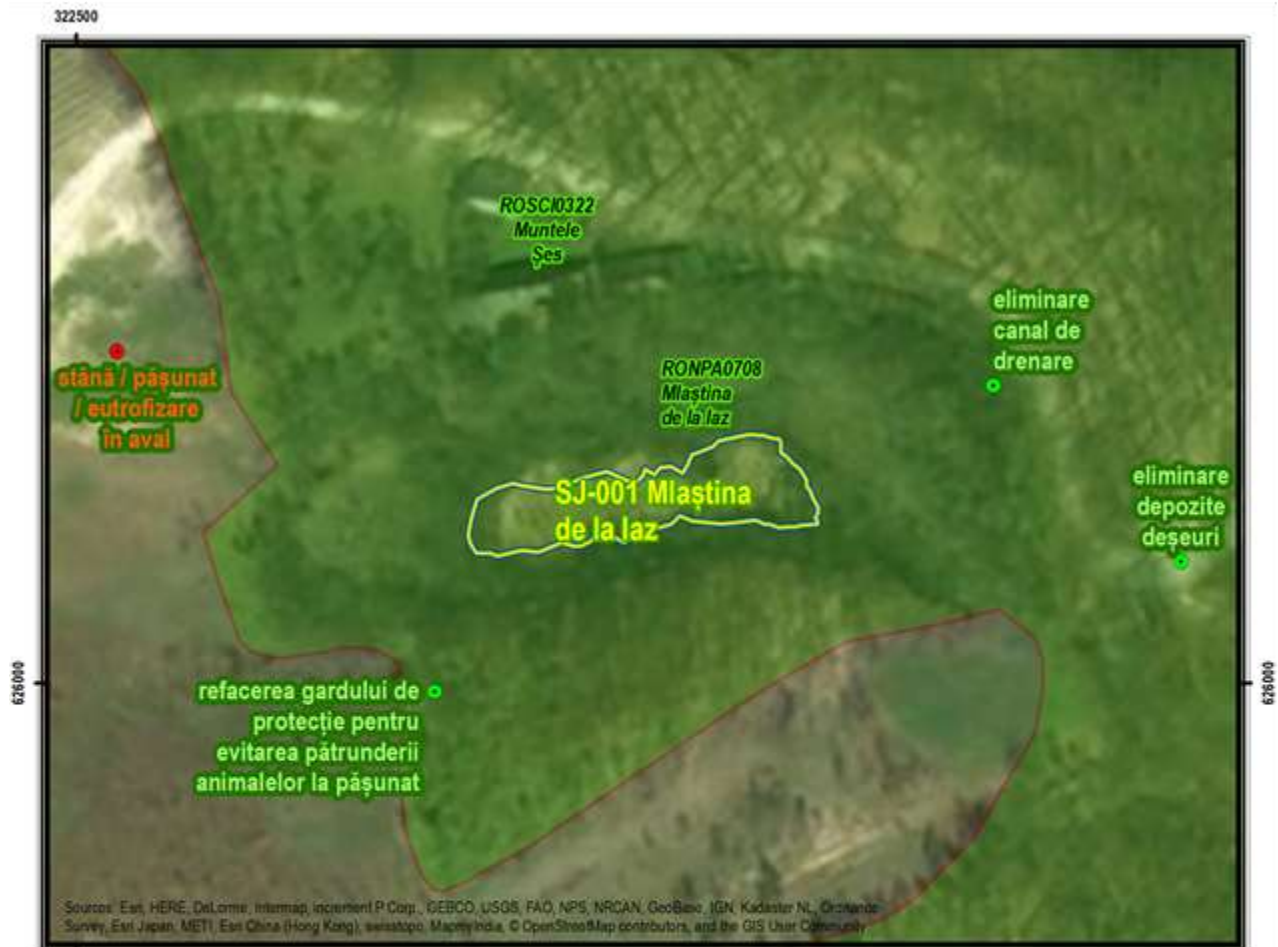 322500
ROSCI0322
Muntele
Șes
eliminare
canal de
drenare
stână / pășunat
/ eutrofizare
în aval
RONPA0708
Mlaștina
de la Iaz
SJ-001 Mlaștina
de la Iaz
eliminare
depozite
deșeuri
626000
626000
refacerea gardului de
protecție pentru
evitarea pătrunderii
animalelor la pășunat
Sources: Esri, HERE, DeLorme, Intermap, increment P Corp., GEBCO, USGS, FAO, NPS, NRCAN, GeoBase, IGN, Kadaster NL, Ordnance
Survey, Esri Japan, METI, Esri China (Hong Kong), swisstopo, MapmyIndia, © OpenStreetMap contributors, and the GIS User Community